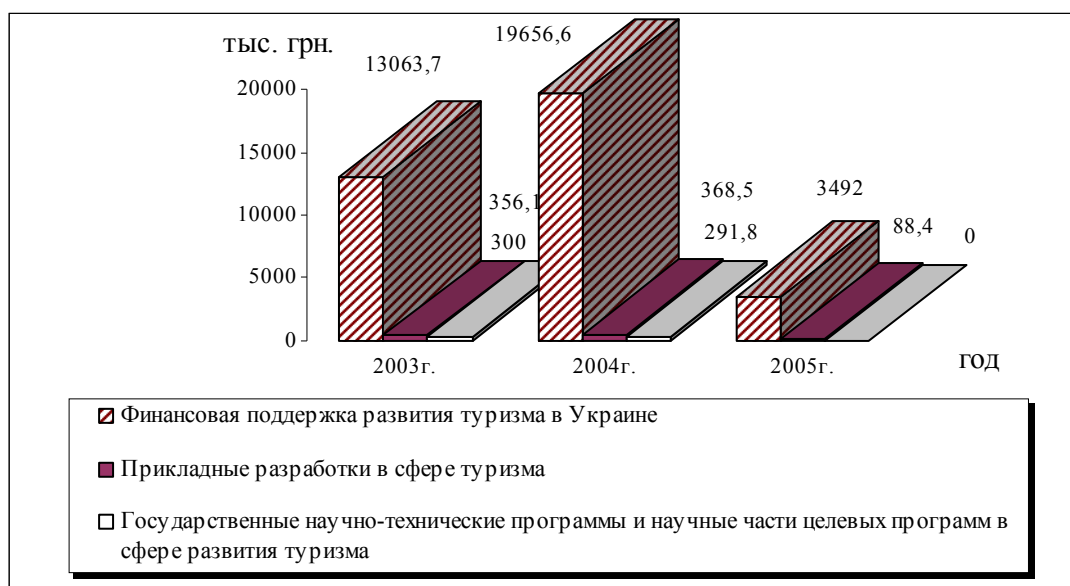 тыс. грн.
19656,6
13063,7
20000
15000
10000
5000
0
356,1
300
368,5
291,8
3492
88,4
0
2003г.
2004г.
2005г.
год
Финансовая поддержка развития туризма в Украине
Прикладные разработки в сфере туризма
Государственные научно-технические программы и научные части целевых программ в
сфере развития туризма